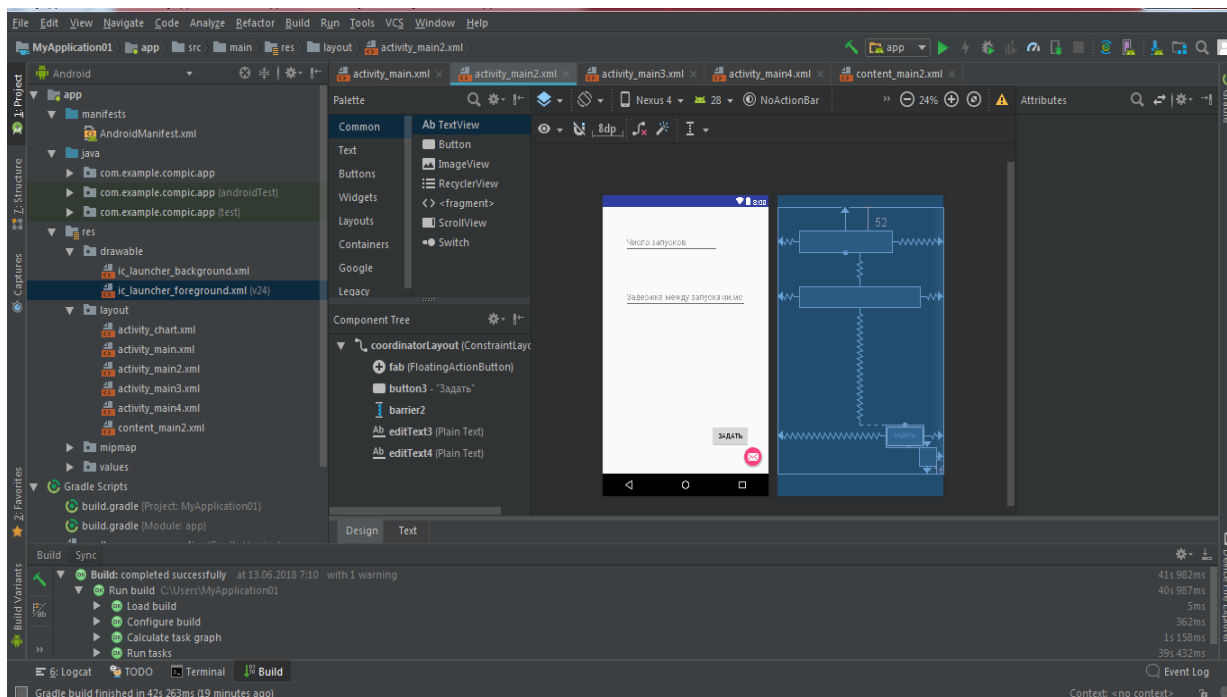 File Edit View Navigate Code Analyze Refactor Build Run Tools VCS Window Help
MyApplication01 app src main res layout activity_main2.xml
app
Android
activity_main.xml activity_main2.xml activity_main3.xml activity_main4.xml content_main2.xml
1: Project
Z: Structure
Captures
2: Favorites
Build Variants
app
manifests
AndroidManifest.xml
java
com.example.compic.app
com.example.compic.app (androidTest)
com.example.compic.app (test)
res
drawable
ic_launcher_background.xml
ic_launcher_foreground.xml (v24)
layout
activity_chart.xml
activity_main.xml
activity_main2.xml
activity_main3.xml
activity_main4.xml
content_main2.xml
mipmap
values
Gradle Scripts
build.gradle (Project: MyApplication01)
build.gradle (Module: app)
Palette
Common
Text
Buttons
Widgets
Layouts
Containers
Google
Legacy
Ab TextView
Button
ImageView
RecyclerView
<fragment>
ScrollView
Switch
Component Tree
coordinatorLayout (ConstraintLayo
fab (FloatingActionButton)
button3 - "Задать"
barrier2
Ab editText3 (Plain Text)
Ab editText4 (Plain Text)
Nexus 4 28 NoActionBar » 24%
8dp
Attributes
8:00
Число запусков
Задержка между запусками,мс
ЗАДАТЬ
52
ЗАДАТЬ
Design Text
Build Sync
Build: completed successfully at 13.06.2018 7:10 with 1 warning 41s 982ms
Run build C:\Users\MyApplication01 40s 987ms
Load build 5ms
Configure build 362ms
Calculate task graph 1s 158ms
Run tasks 39s 432ms
»
6: Logcat TODO Terminal Build Event Log
Gradle build finished in 42s 263ms (19 minutes ago) Context: <no context>
Device File Explorer